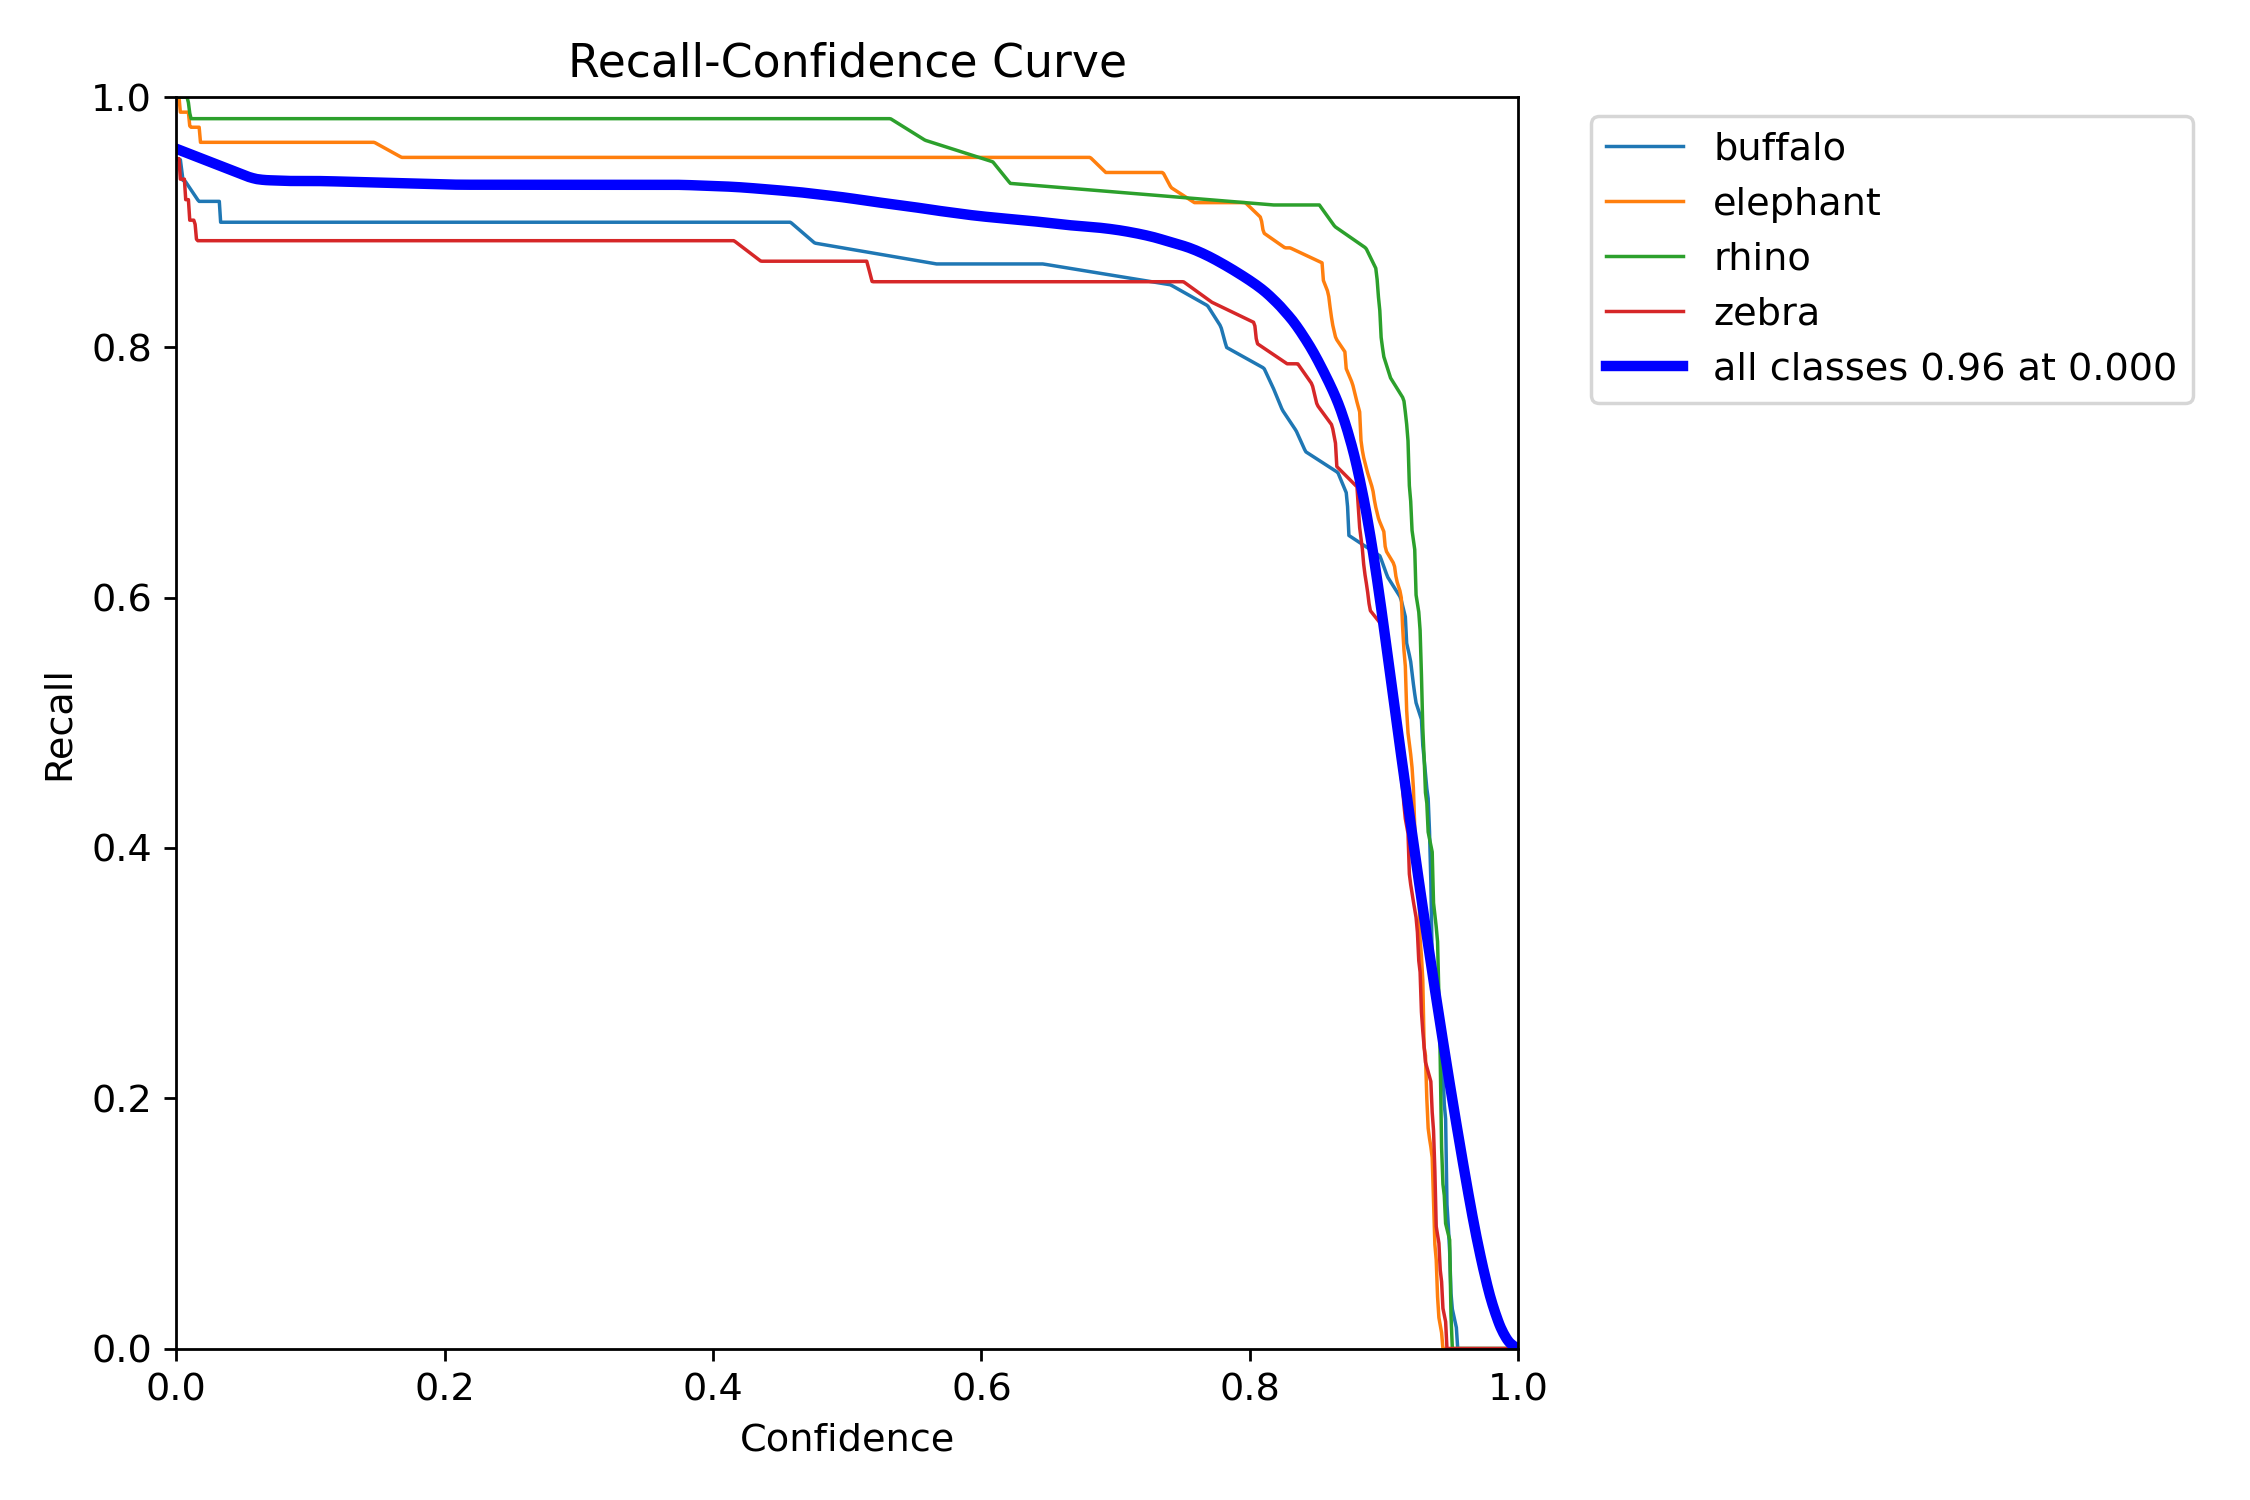 Recall-Confidence Curve
1.0
0.8
0.6
0.4
0.2
0.0
Recall
0.0 0.2 0.4 0.6 0.8 1.0
Confidence
buffalo
elephant
rhino
zebra
all classes 0.96 at 0.000